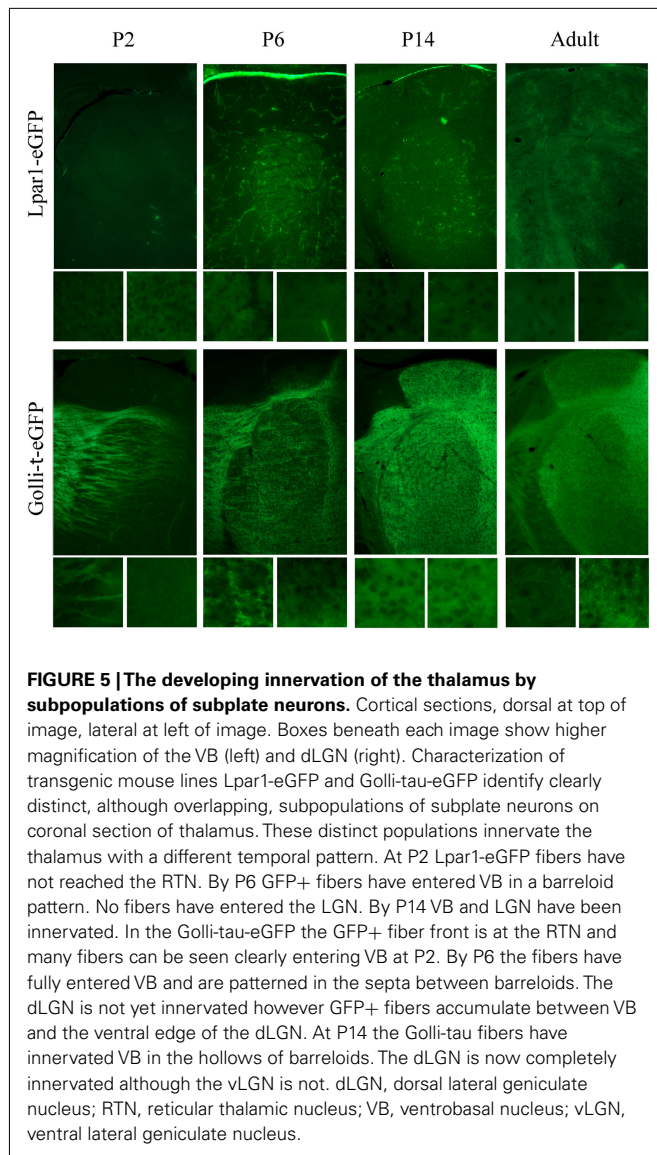 P2 P6 P14 Adult
Lpar1-eGFP
Golli-t-eGFP
FIGURE 5 | The developing innervation of the thalamus by
subpopulations of subplate neurons. Cortical sections, dorsal at top of
image, lateral at left of image. Boxes beneath each image show higher
magnification of the VB (left) and dLGN (right). Characterization of
transgenic mouse lines Lpar1-eGFP and Golli-tau-eGFP identify clearly
distinct, although overlapping, subpopulations of subplate neurons on
coronal section of thalamus. These distinct populations innervate the
thalamus with a different temporal pattern. At P2 Lpar1-eGFP fibers have
not reached the RTN. By P6 GFP+ fibers have entered VB in a barreloid
pattern. No fibers have entered the LGN. By P14 VB and LGN have been
innervated. In the Golli-tau-eGFP the GFP+ fiber front is at the RTN and
many fibers can be seen clearly entering VB at P2. By P6 the fibers have
fully entered VB and are patterned in the septa between barreloids. The
dLGN is not yet innervated however GFP+ fibers accumulate between VB
and the ventral edge of the dLGN. At P14 the Golli-tau fibers have
innervated VB in the hollows of barreloids. The dLGN is now completely
innervated although the vLGN is not. dLGN, dorsal lateral geniculate
nucleus; RTN, reticular thalamic nucleus; VB, ventrobasal nucleus; vLGN,
ventral lateral geniculate nucleus.